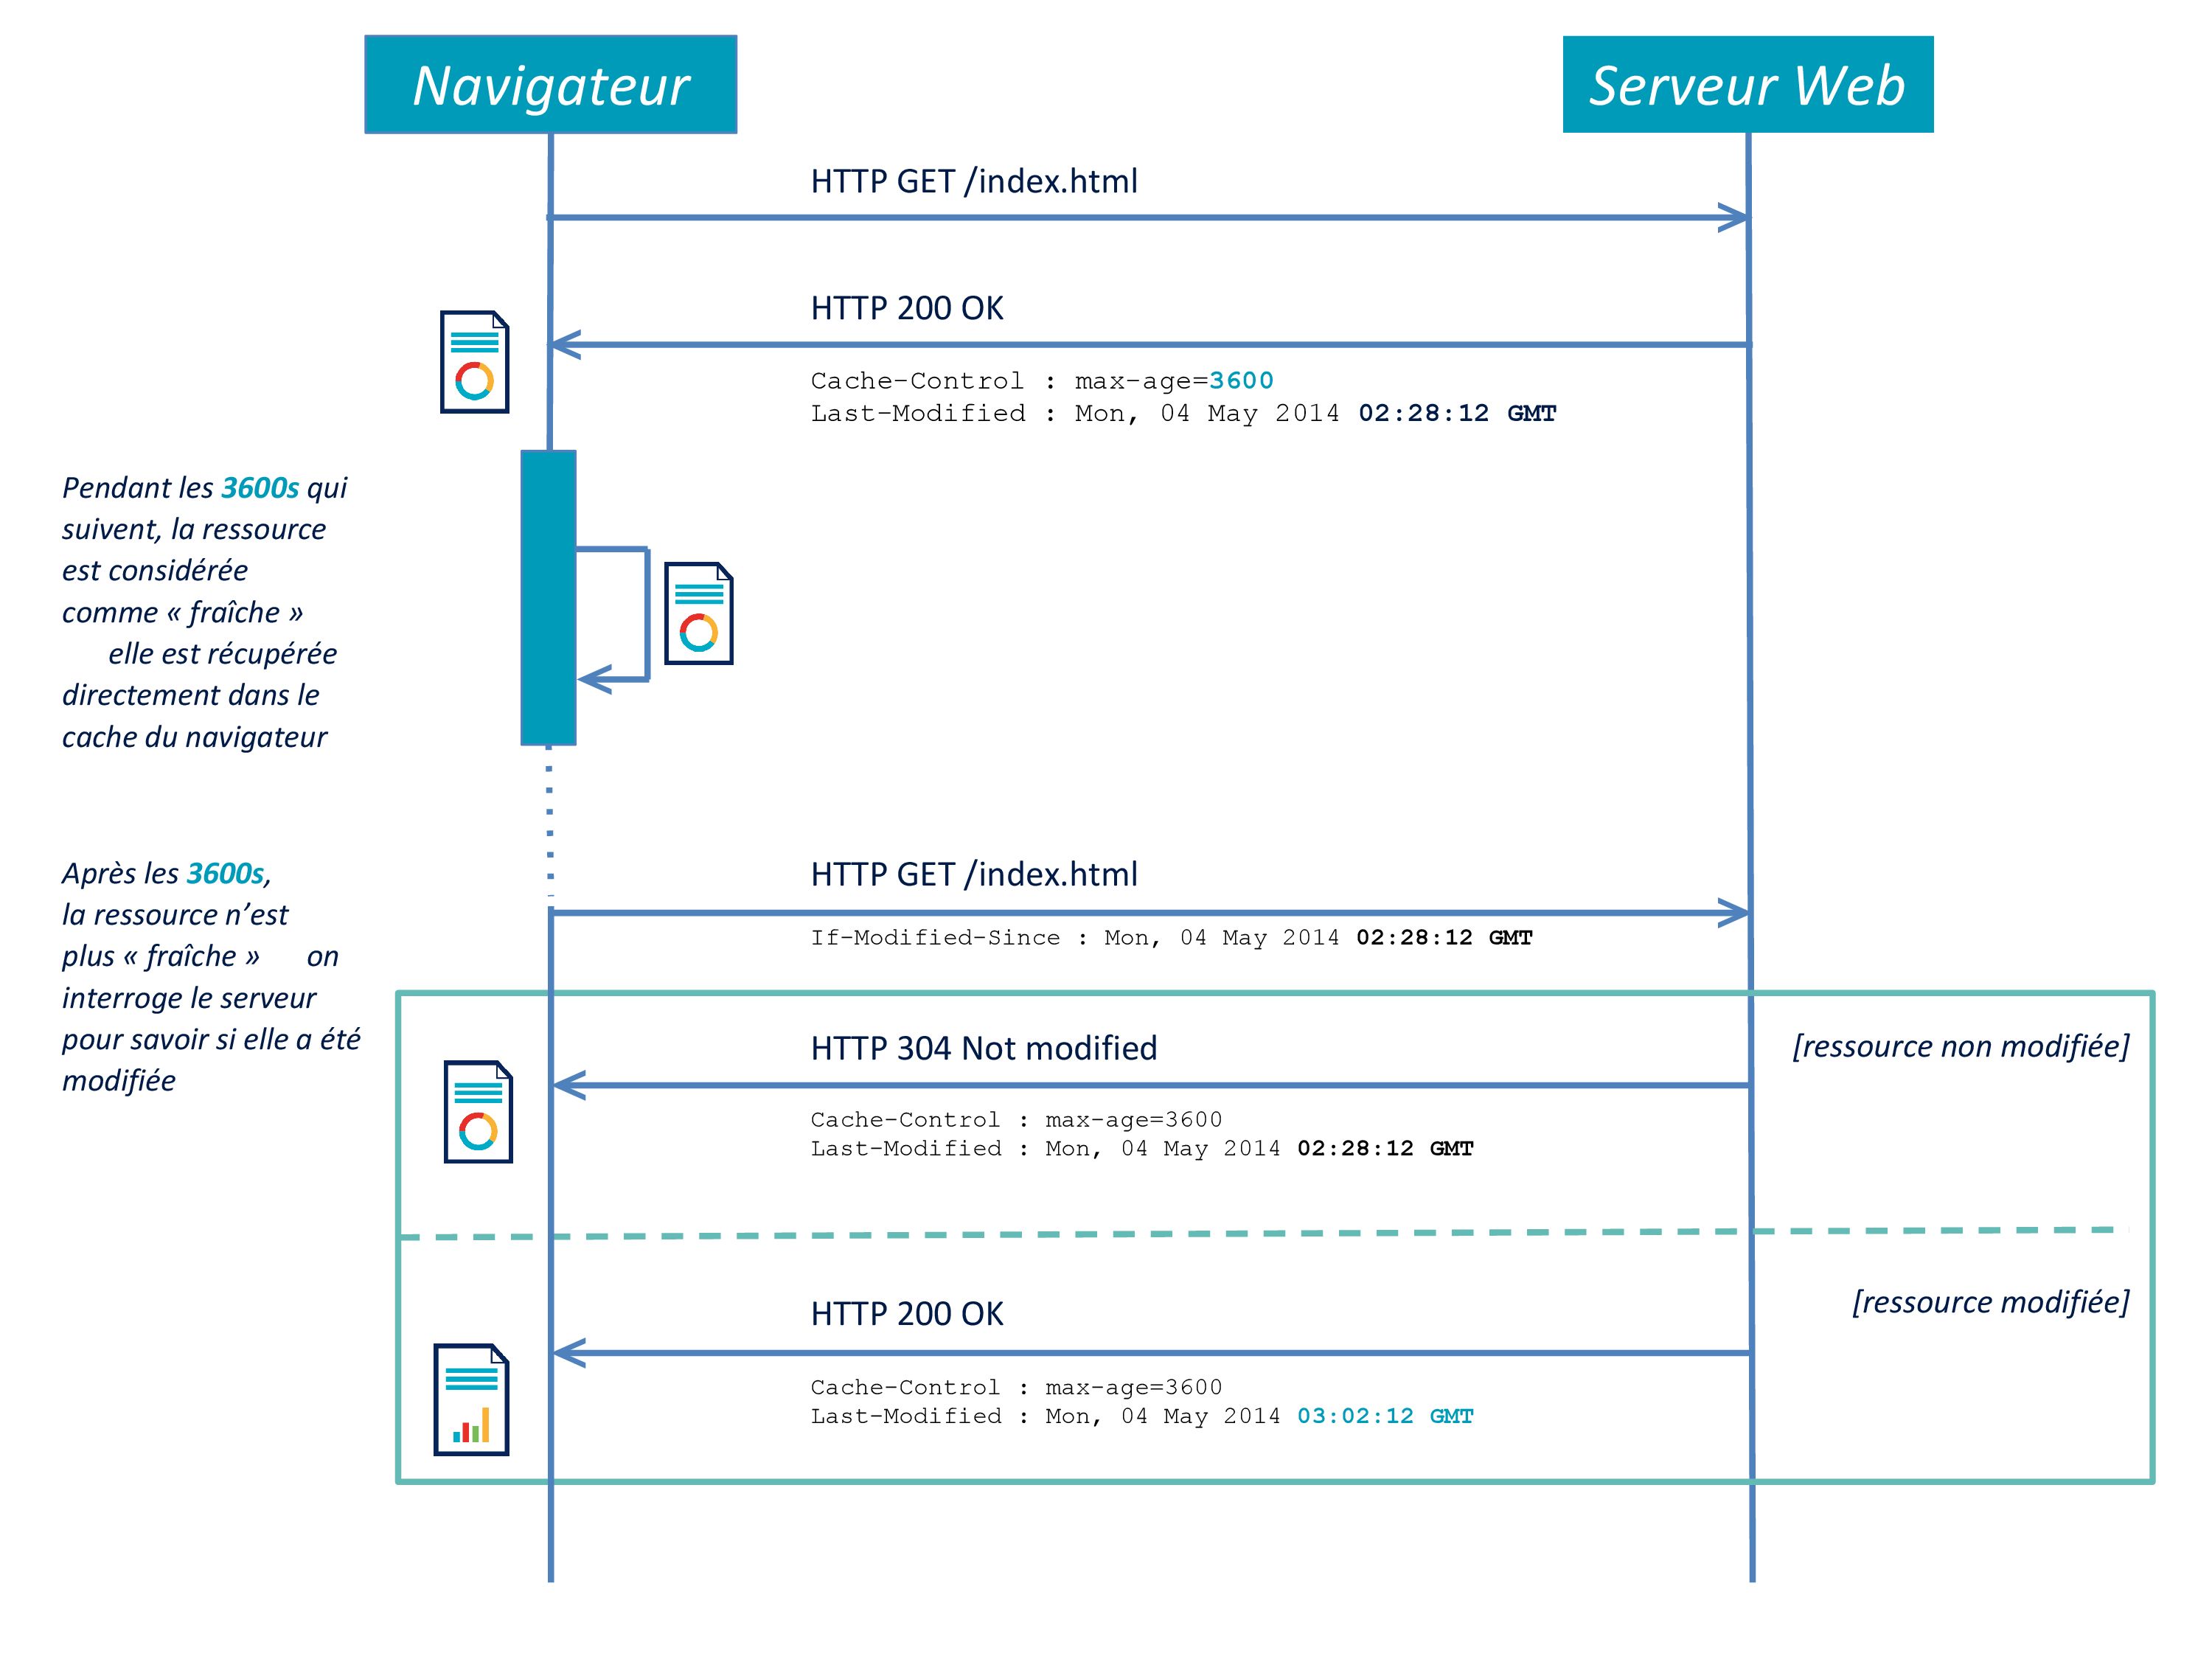 Navigateur
Serveur Web
HTTP GET /index.html
HTTP 200 OK
Cache-Control : max-age=3600
Last-Modified : Mon, 04 May 2014 02:28:12 GMT
Pendant les 3600s qui
suivent, la ressource
est considérée
comme « fraîche »
elle est récupérée
directement dans le
cache du navigateur
Après les 3600s,
la ressource n’est
plus « fraîche » on
interroge le serveur
pour savoir si elle a été
modifiée
HTTP GET /index.html
If-Modified-Since : Mon, 04 May 2014 02:28:12 GMT
HTTP 304 Not modified
[ressource non modifiée]
Cache-Control : max-age=3600
Last-Modified : Mon, 04 May 2014 02:28:12 GMT
HTTP 200 OK
[ressource modifiée]
Cache-Control : max-age=3600
Last-Modified : Mon, 04 May 2014 03:02:12 GMT